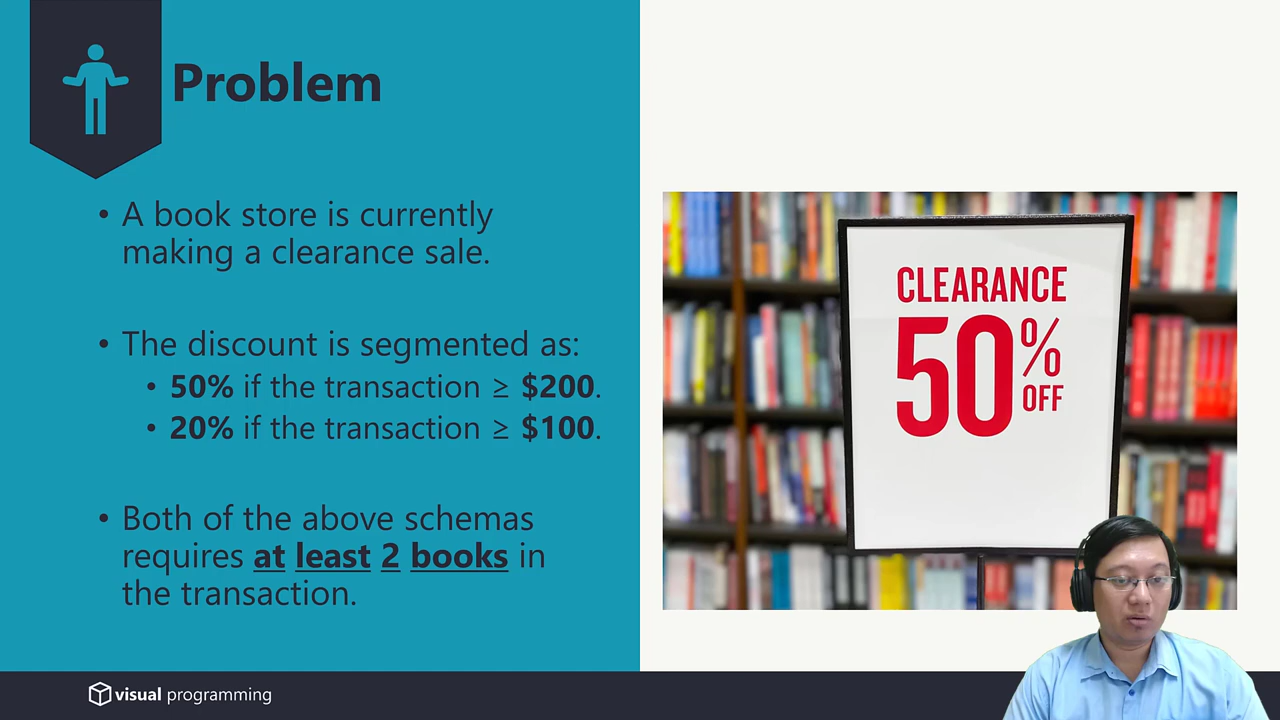 Problem
• A book store is currently
making a clearance sale.
• The discount is segmented as:
• 50% if the transaction ≥ $200.
• 20% if the transaction ≥ $100.
• Both of the above schemas
requires at least 2 books in
the transaction.
CLEARANCE
50%
OFF
visual programming